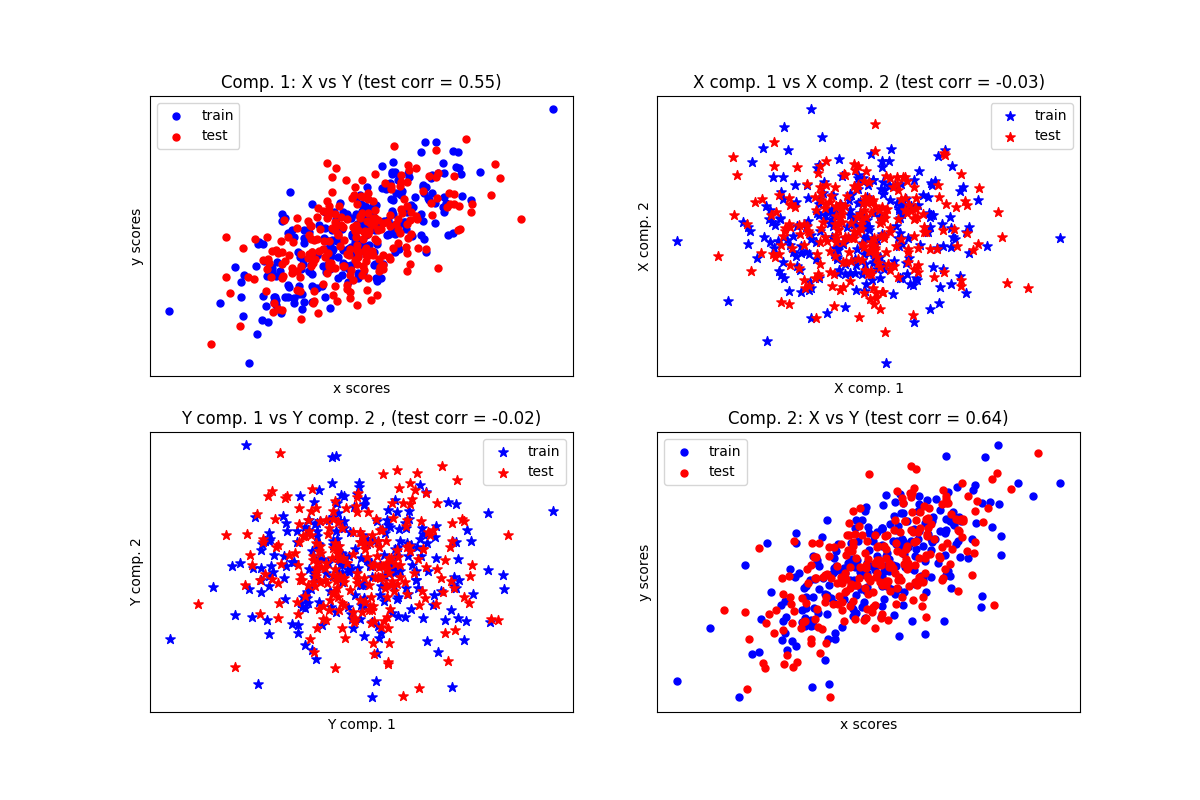 Comp. 1: X vs Y (test corr = 0.55)
train
test
y scores
x scores
X comp. 1 vs X comp. 2 (test corr = -0.03)
train
test
X comp. 2
X comp. 1
Y comp. 1 vs Y comp. 2 , (test corr = -0.02)
train
test
Y comp. 2
Y comp. 1
Comp. 2: X vs Y (test corr = 0.64)
train
test
y scores
x scores